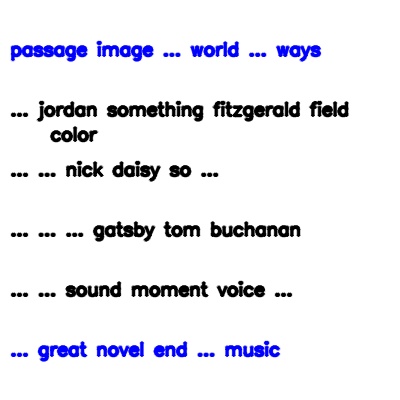 passage image ... world ... ways
... jordan something fitzgerald field
color
... ... nick daisy so ...
... ... ... gatsby tom buchanan
... ... sound moment voice ...
... great novel end ... music